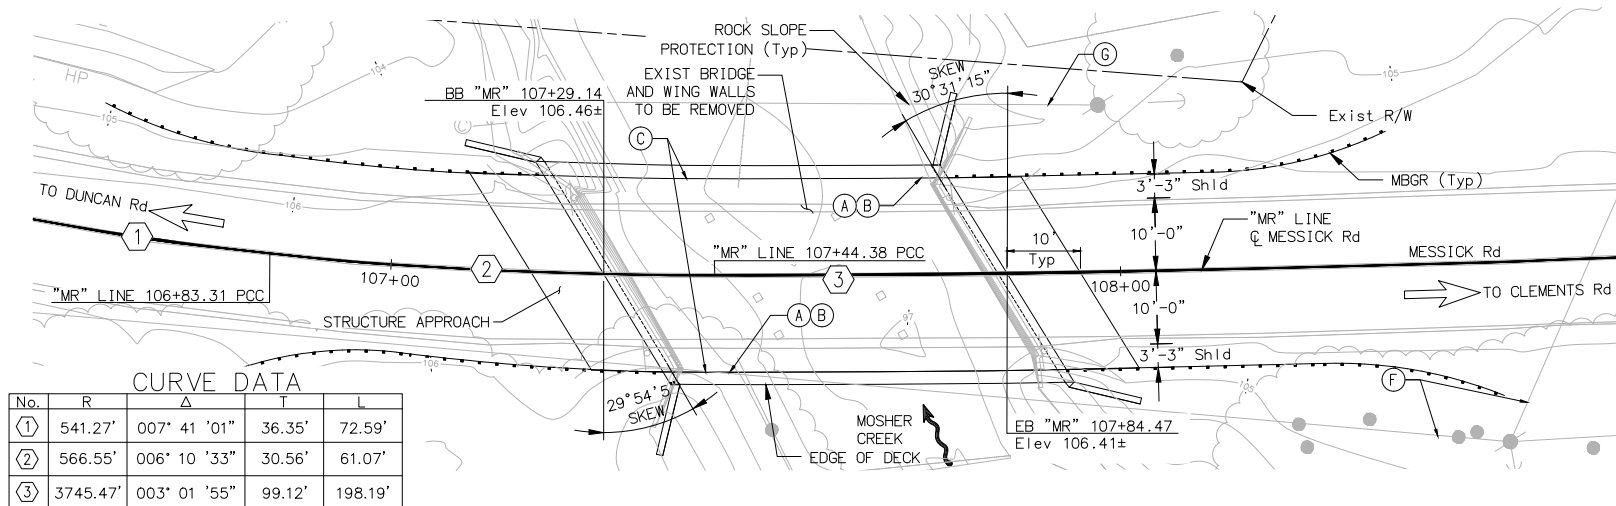 ROCK SLOPE
PROTECTION (Typ)
EXIST BRIDGE
AND WING WALLS
TO BE REMOVED
SKEW
30°31'15"
G
HP
104
105
BB "MR" 107+29.14
Elev 106.46±
C
Exist R/W
105
MBGR (Typ)
3'-3" Shld
TO DUNCAN Rd
106
A B
10'-0"
"MR" LINE
℄ MESSICK Rd
1
2
"MR" LINE 107+44.38 PCC
3
10'
Typ
MESSICK Rd
107+00
108+00
"MR" LINE 106+83.31 PCC
TO CLEMENTS Rd
10'-0"
STRUCTURE APPROACH
A B
97
3'-3" Shld
106
105
F
29°54'5"
SKEW
MOSHER
CREEK
EDGE OF DECK
EB "MR" 107+84.47
Elev 106.41±
CURVE DATA
No. R Δ T L
1 541.27' 007° 41 '01" 36.35' 72.59'
2 566.55' 006° 10 '33" 30.56' 61.07'
3 3745.47' 003° 01 '55" 99.12' 198.19'